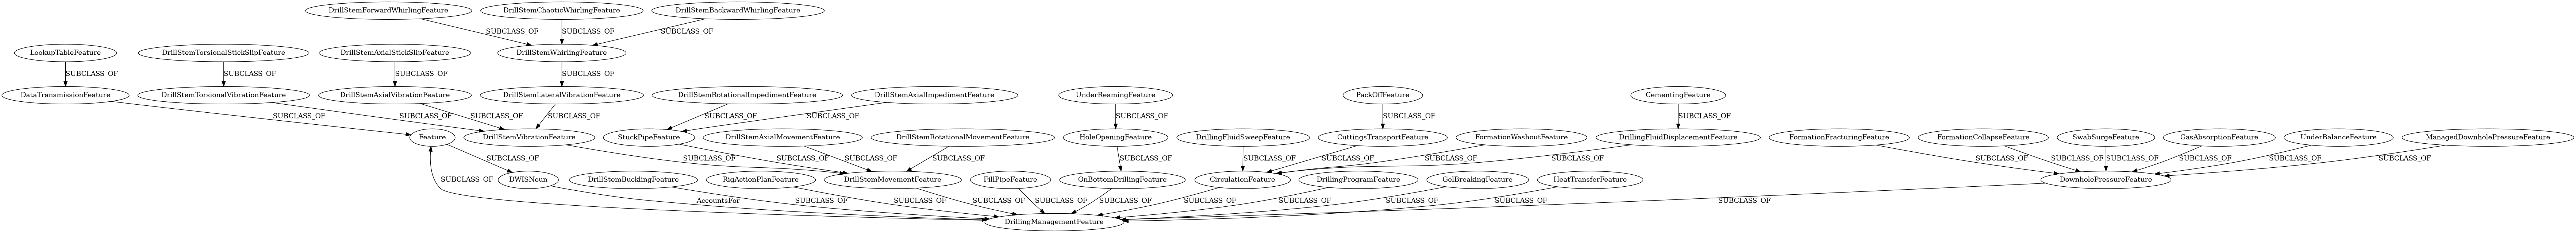 DrillStemForwardWhirlingFeature DrillStemChaoticWhirlingFeature DrillStemBackwardWhirlingFeature
SUBCLASS_OF SUBCLASS_OF SUBCLASS_OF
LookupTableFeature DrillStemTorsionalStickSlipFeature DrillStemAxialStickSlipFeature DrillStemWhirlingFeature
SUBCLASS_OF SUBCLASS_OF SUBCLASS_OF SUBCLASS_OF
DataTransmissionFeature DrillStemTorsionalVibrationFeature DrillStemAxialVibrationFeature DrillStemLateralVibrationFeature DrillStemRotationalImpedimentFeature DrillStemAxialImpedimentFeature UnderReamingFeature PackOffFeature CementingFeature
SUBCLASS_OF SUBCLASS_OF SUBCLASS_OF SUBCLASS_OF SUBCLASS_OF SUBCLASS_OF SUBCLASS_OF SUBCLASS_OF SUBCLASS_OF
Feature DrillStemVibrationFeature StuckPipeFeature DrillStemAxialMovementFeature DrillStemRotationalMovementFeature HoleOpeningFeature DrillingFluidSweepFeature CuttingsTransportFeature FormationWashoutFeature DrillingFluidDisplacementFeature FormationFracturingFeature FormationCollapseFeature SwabSurgeFeature GasAbsorptionFeature UnderBalanceFeature ManagedDownholePressureFeature
SUBCLASS_OF SUBCLASS_OF SUBCLASS_OF SUBCLASS_OF SUBCLASS_OF SUBCLASS_OF SUBCLASS_OF SUBCLASS_OF SUBCLASS_OF SUBCLASS_OF SUBCLASS_OF SUBCLASS_OF SUBCLASS_OF SUBCLASS_OF SUBCLASS_OF SUBCLASS_OF
SUBCLASS_OF DWISNoun DrillStemBucklingFeature RigActionPlanFeature DrillStemMovementFeature FillPipeFeature OnBottomDrillingFeature CirculationFeature DrillingProgramFeature GelBreakingFeature HeatTransferFeature DownholePressureFeature
AccountsFor SUBCLASS_OF SUBCLASS_OF SUBCLASS_OF SUBCLASS_OF SUBCLASS_OF SUBCLASS_OF SUBCLASS_OF SUBCLASS_OF SUBCLASS_OF SUBCLASS_OF
DrillingManagementFeature